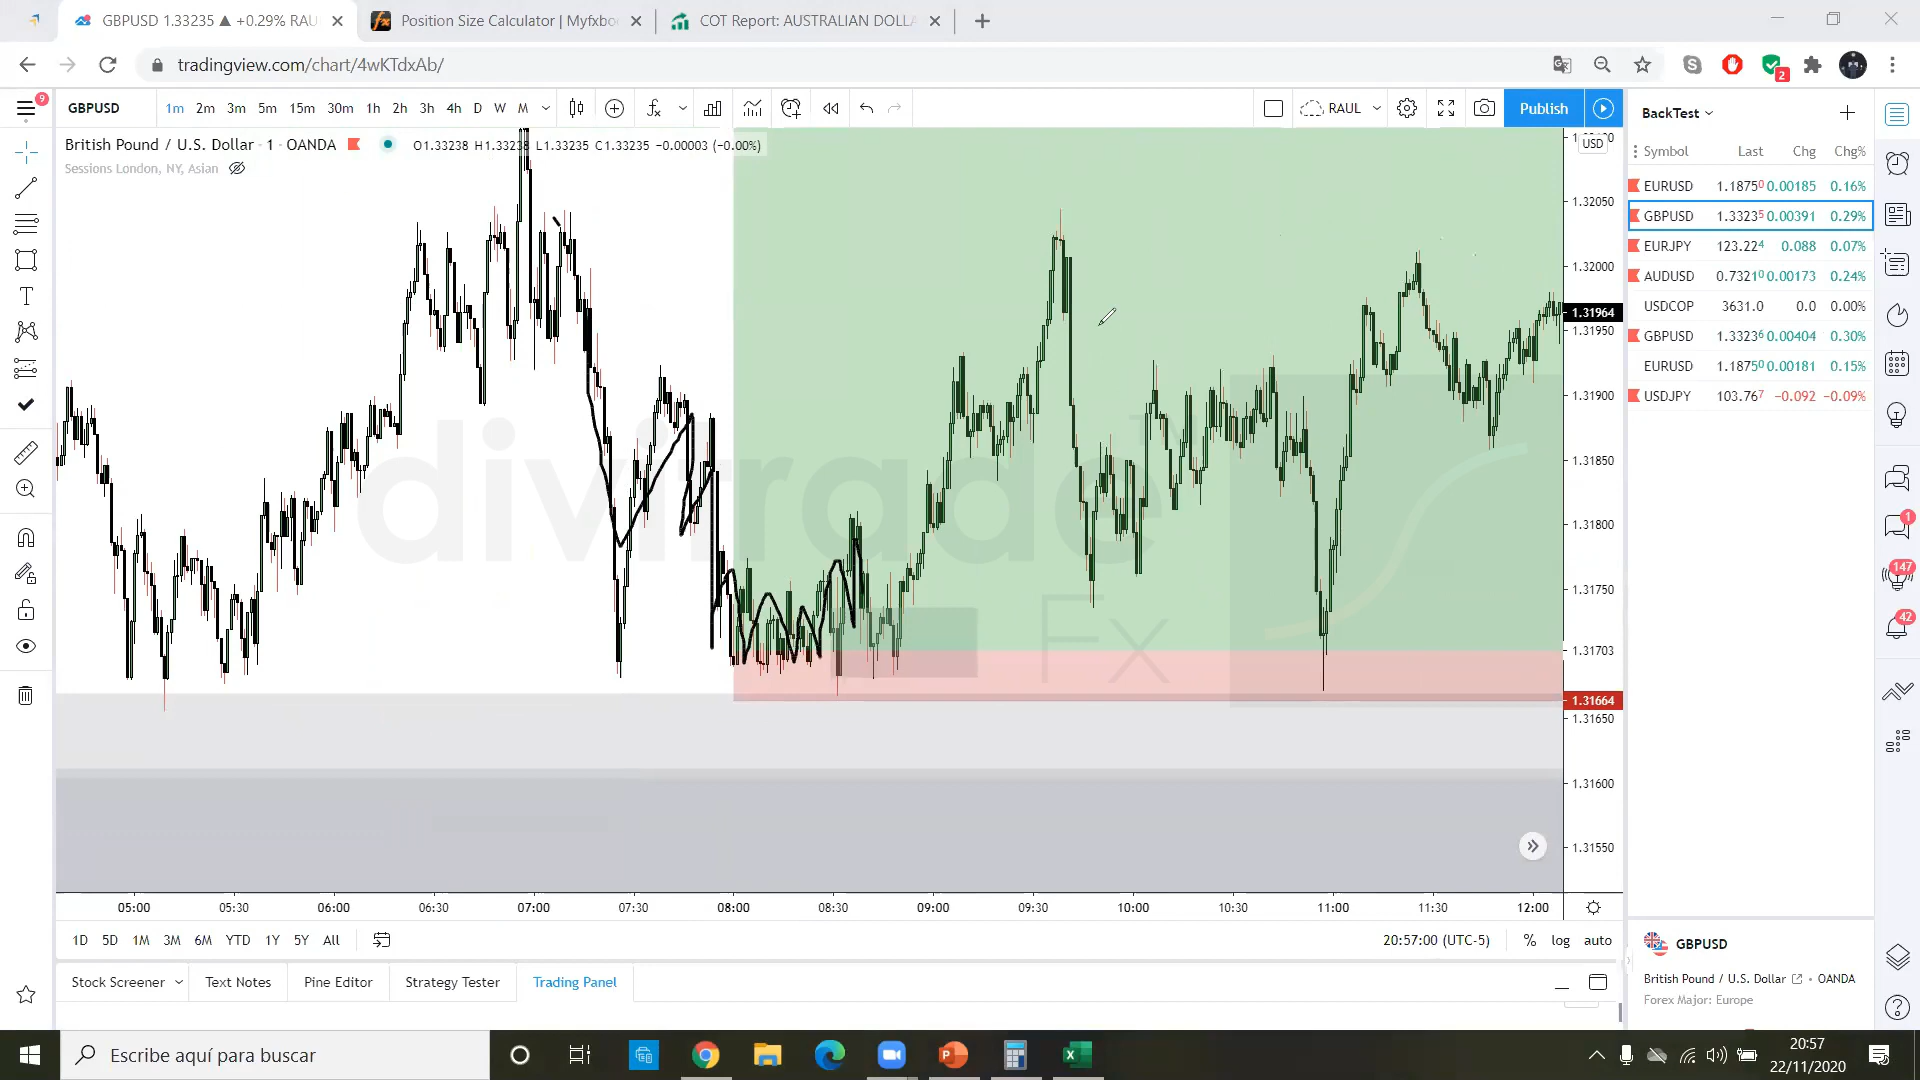 GBPUSD 1.33235 ▲ +0.29% RAU
Position Size Calculator | Myfxbo
COT Report: AUSTRALIAN DOLLA
tradingview.com/chart/4wKTdxAb/
2
9
GBPUSD 1m 2m 3m 5m 15m 30m 1h 2h 3h 4h D W M
RAUL
Publish
British Pound / U.S. Dollar · 1 · OANDA
O1.33238 H1.33238 L1.33235 C1.33235 −0.00003 (−0.00%)
Sessions London, NY, Asian
USD
1.32050
1.32000
1.31964
1.31950
1.31900
1.31850
1.31800
1.31750
1.31703
1.31664
1.31650
1.31600
1.31550
divitrade
Fx
05:00 05:30 06:00 06:30 07:00 07:30 08:00 08:30 09:00 09:30 10:00 10:30 11:00 11:30 12:00
1D 5D 1M 3M 6M YTD 1Y 5Y All
20:57:00 (UTC-5) % log auto
Stock Screener Text Notes Pine Editor Strategy Tester Trading Panel
BackTest
Symbol Last Chg Chg%
EURUSD 1.18750 0.00185 0.16%
GBPUSD 1.33235 0.00391 0.29%
EURJPY 123.224 0.088 0.07%
AUDUSD 0.73210 0.00173 0.24%
USDCOP 3631.0 0.0 0.00%
GBPUSD 1.33236 0.00404 0.30%
EURUSD 1.18750 0.00181 0.15%
USDJPY 103.767 −0.092 −0.09%
GBPUSD
British Pound / U.S. Dollar • OANDA
Forex Major: Europe
1
147
42
Escribe aquí para buscar
20:57
22/11/2020